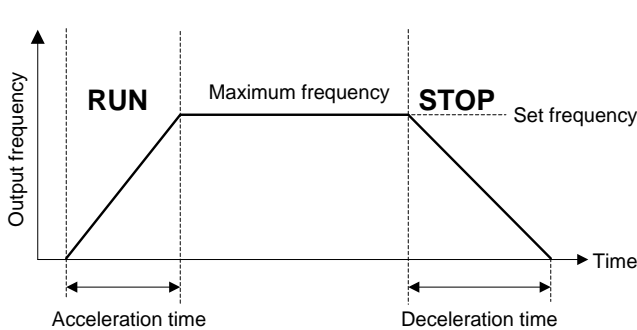 Output frequency
RUN
Maximum frequency
STOP
Set frequency
Time
Acceleration time
Deceleration time